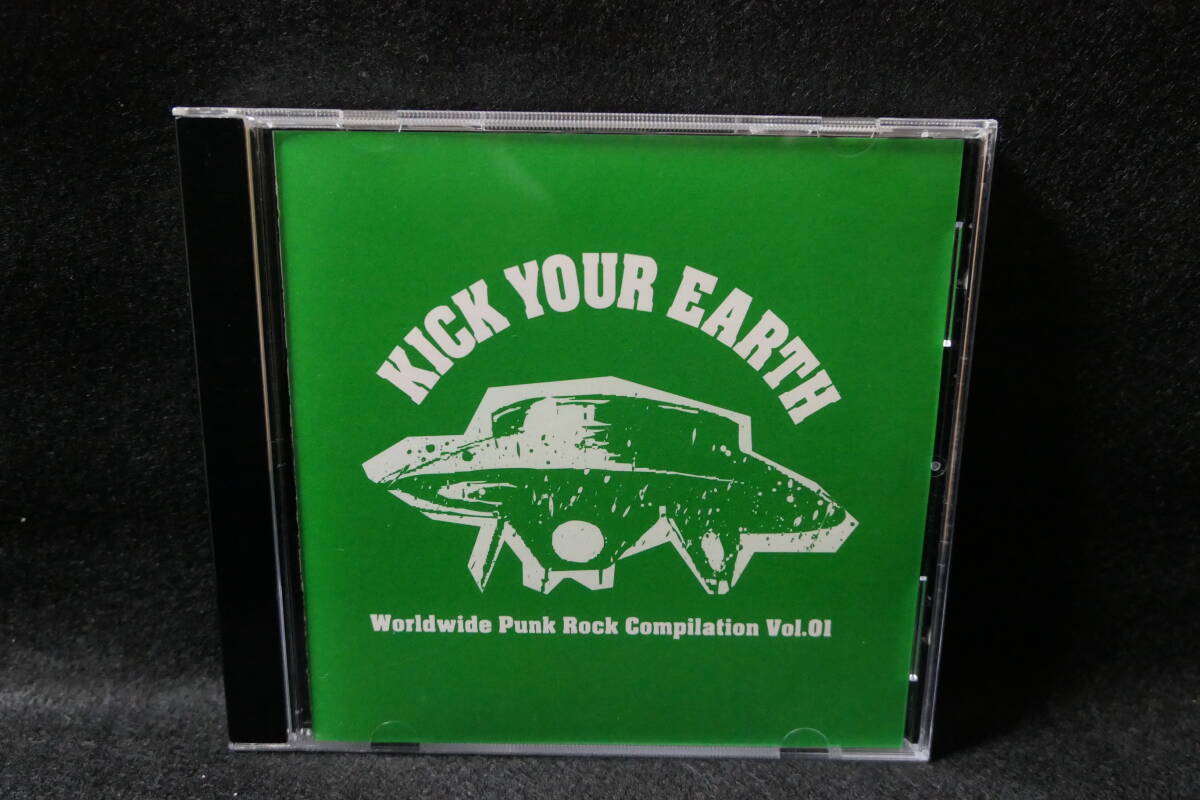 KICK YOUR EARTH
Worldwide Punk Rock Compilation Vol.01